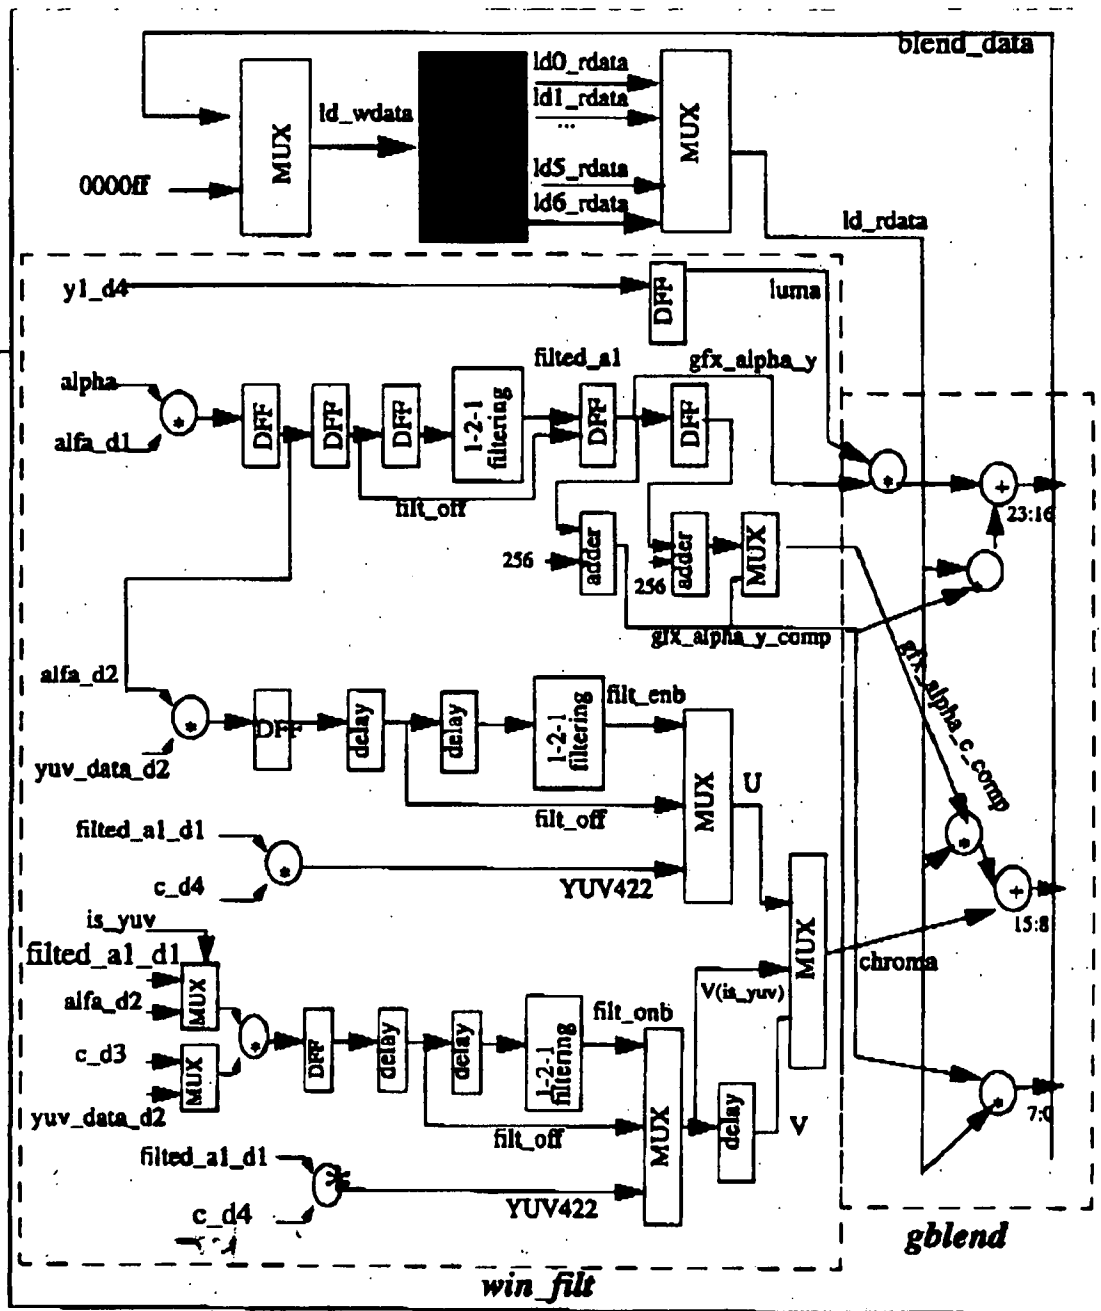 blend_data
ld0_rdata
ld1_rdata
...
ld_wdata
MUX
MUX
0000ff
ld5_rdata
ld6_rdata
ld_rdata
y1_d4
DFF
luma
filted_a1
gfx_alpha_y
alpha
alfa_d1
*
DFF
DFF
DFF
1-2-1
filtering
DFF
DFF
filt_off
*
+
23:16
256
adder
256
adder
MUX
*
gfx_alpha_y_comp
gfx_alpha_c_comp
alfa_d2
*
yuv_data_d2
DFF
delay
delay
1-2-1
filtering
filt_enb
MUX
U
filt_off
filted_a1_d1
*
c_d4
YUV422
*
+
15:8
is_yuv
filted_a1_d1
alfa_d2
MUX
MUX
chroma
V(is_yuv)
c_d3
yuv_data_d2
MUX
*
DFF
delay
delay
1-2-1
filtering
filt_onb
MUX
filt_off
delay
V
*
7:0
filted_a1_d1
*
c_d4
YUV422
gblend
win_filt